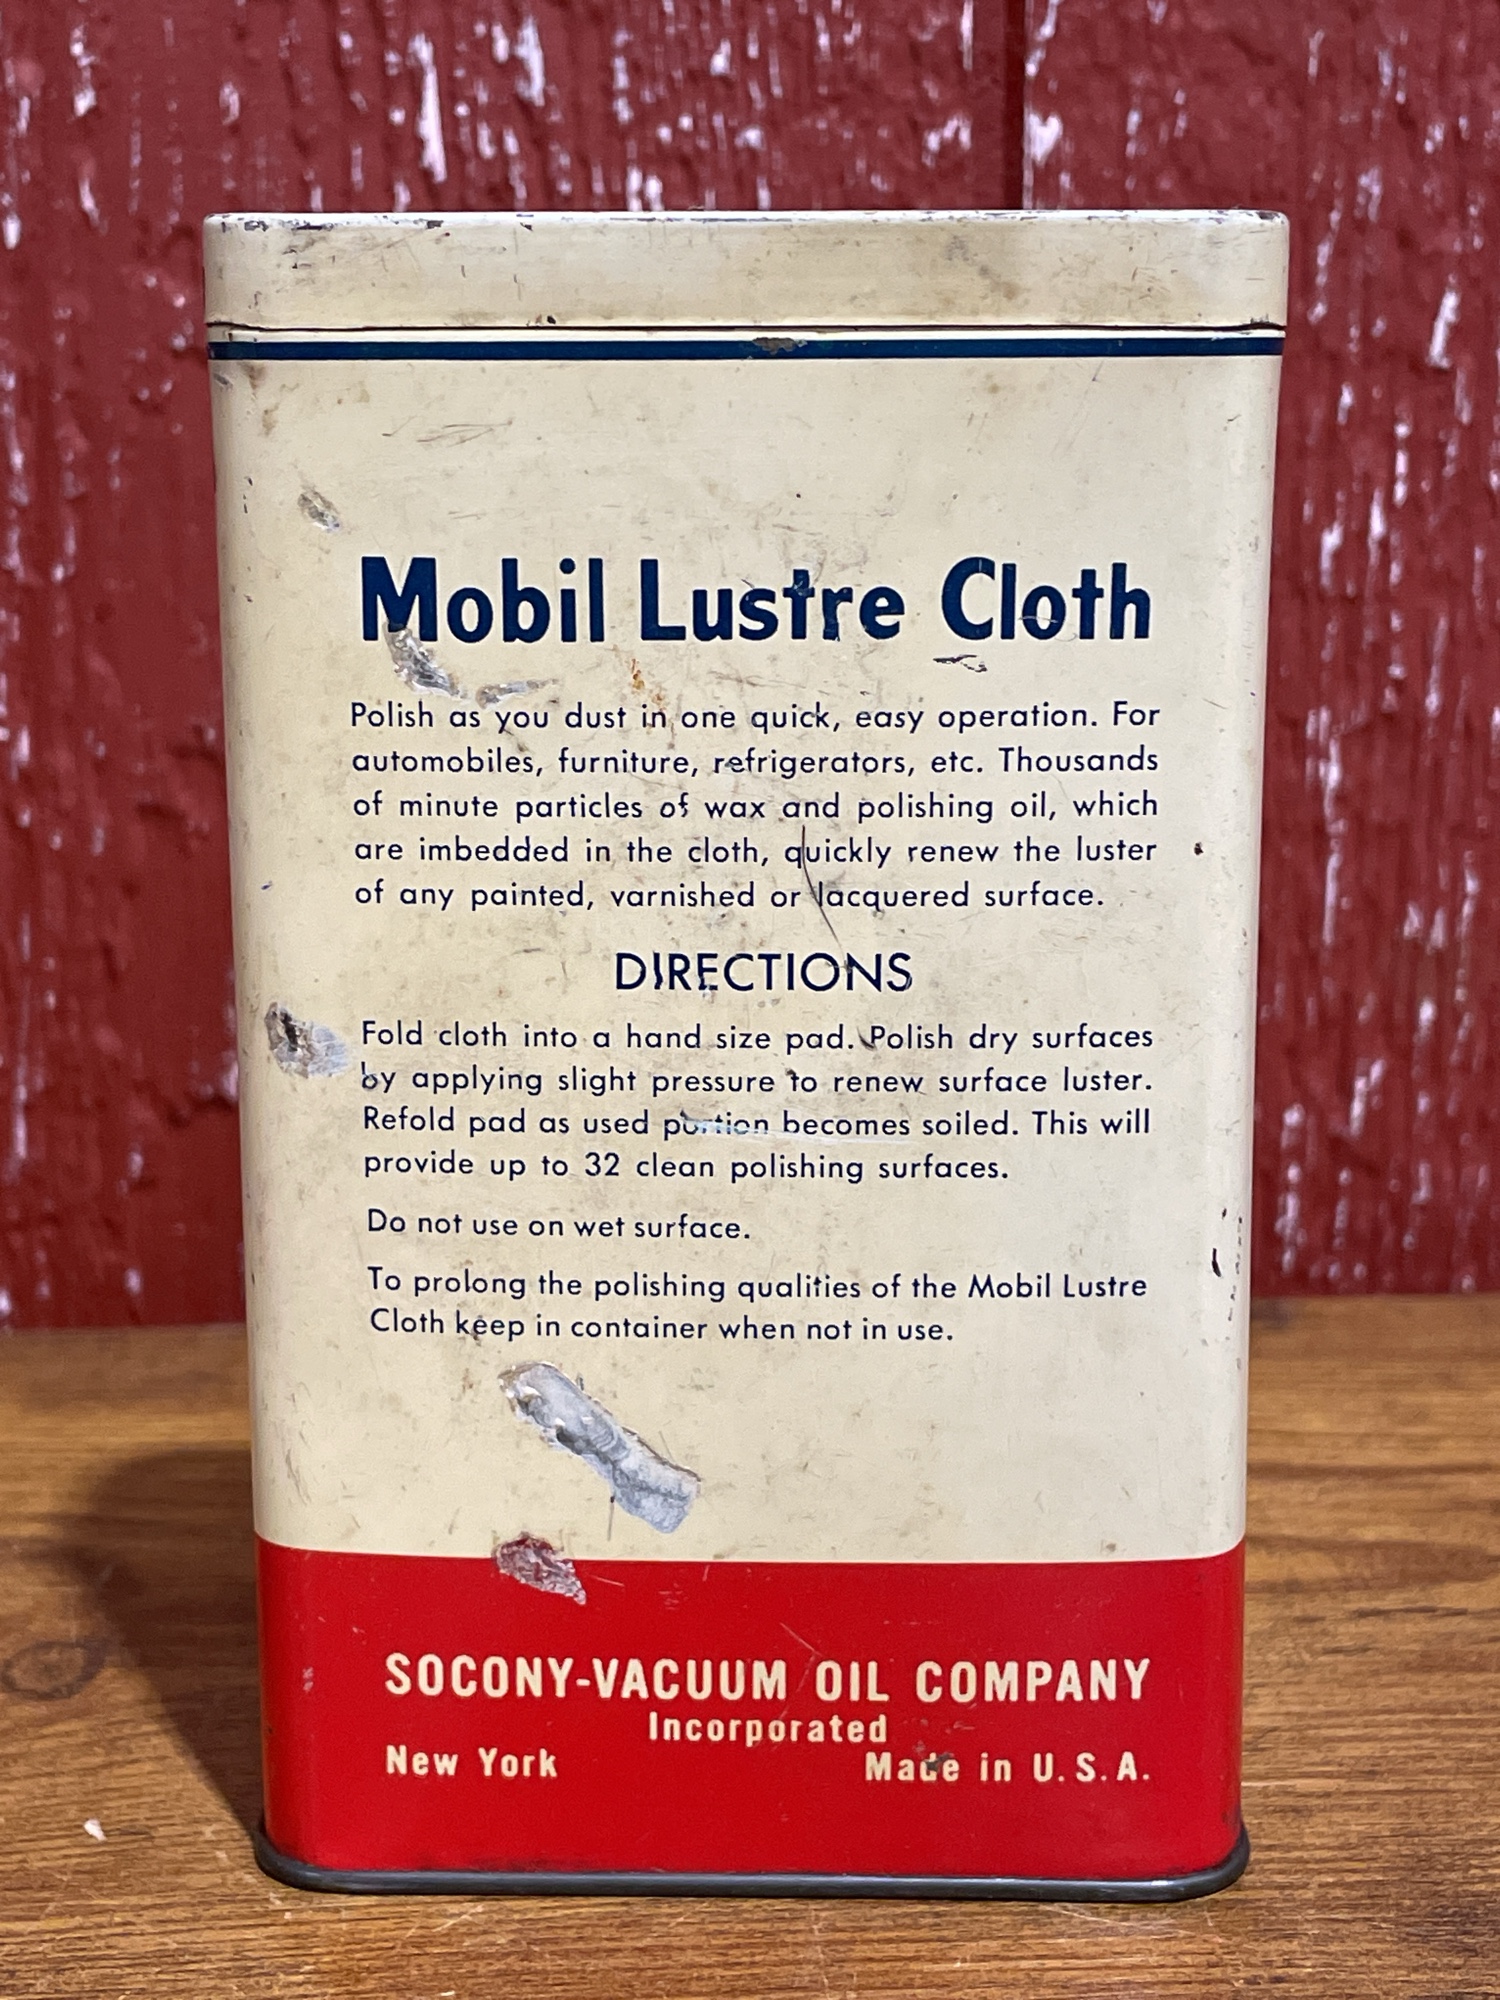 Mobil Lustre Cloth
Polish as you dust in one quick, easy operation. For
automobiles, furniture, refrigerators, etc. Thousands
of minute particles of wax and polishing oil, which
are imbedded in the cloth, quickly renew the luster
of any painted, varnished or lacquered surface.
DIRECTIONS
Fold cloth into a hand size pad. Polish dry surfaces
by applying slight pressure to renew surface luster.
Refold pad as used portion becomes soiled. This will
provide up to 32 clean polishing surfaces.
Do not use on wet surface.
To prolong the polishing qualities of the Mobil Lustre
Cloth keep in container when not in use.
SOCONY-VACUUM OIL COMPANY
Incorporated
New York Made in U.S.A.